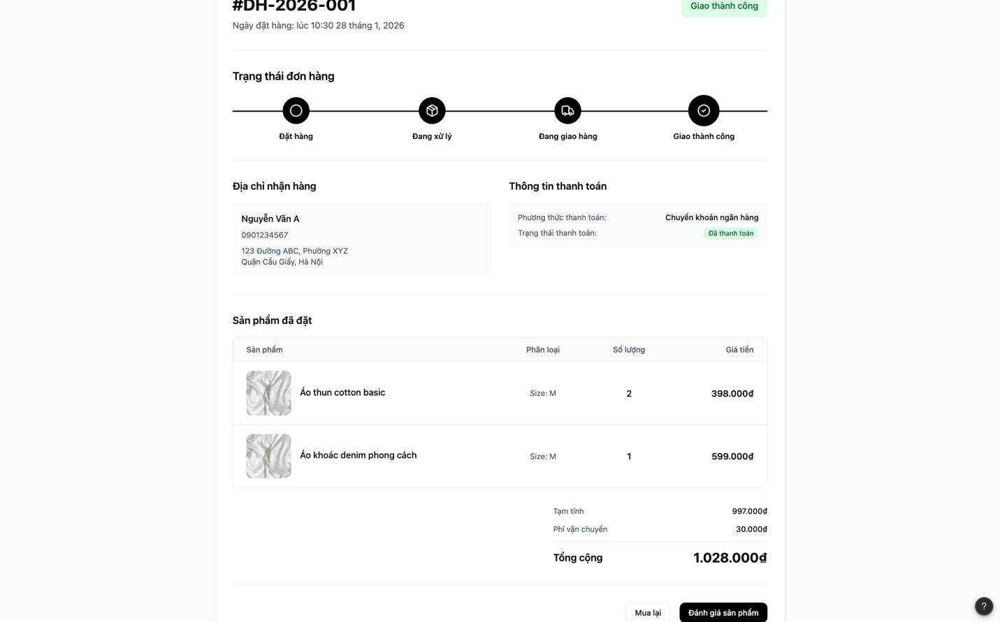 #DH-2026-001
Giao thành công
Ngày đặt hàng: lúc 10:30 28 tháng 1, 2026
Trạng thái đơn hàng
Đặt hàng
Đang xử lý
Đang giao hàng
Giao thành công
Địa chỉ nhận hàng
Nguyễn Văn A
0901234567
123 Đường ABC, Phường XYZ
Quận Cầu Giấy, Hà Nội
Thông tin thanh toán
Phương thức thanh toán: Chuyển khoản ngân hàng
Trạng thái thanh toán: Đã thanh toán
Sản phẩm đã đặt
Sản phẩm Phân loại Số lượng Giá tiền
Áo thun cotton basic Size: M 2 398.000₫
Áo khoác denim phong cách Size: M 1 599.000₫
Tạm tính 997.000₫
Phí vận chuyển 30.000₫
Tổng cộng 1.028.000₫
Mua lại
Đánh giá sản phẩm
?